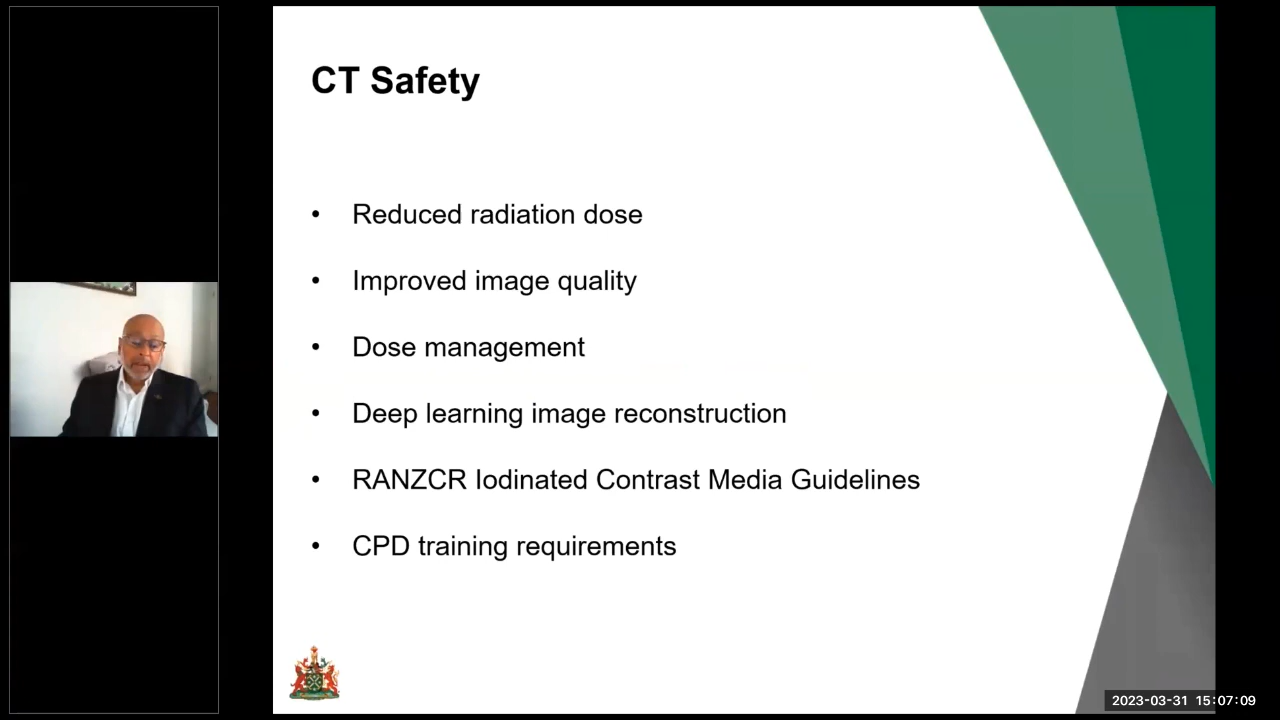 CT Safety
• Reduced radiation dose
• Improved image quality
• Dose management
• Deep learning image reconstruction
• RANZCR Iodinated Contrast Media Guidelines
• CPD training requirements
2023-03-31 15:07:09